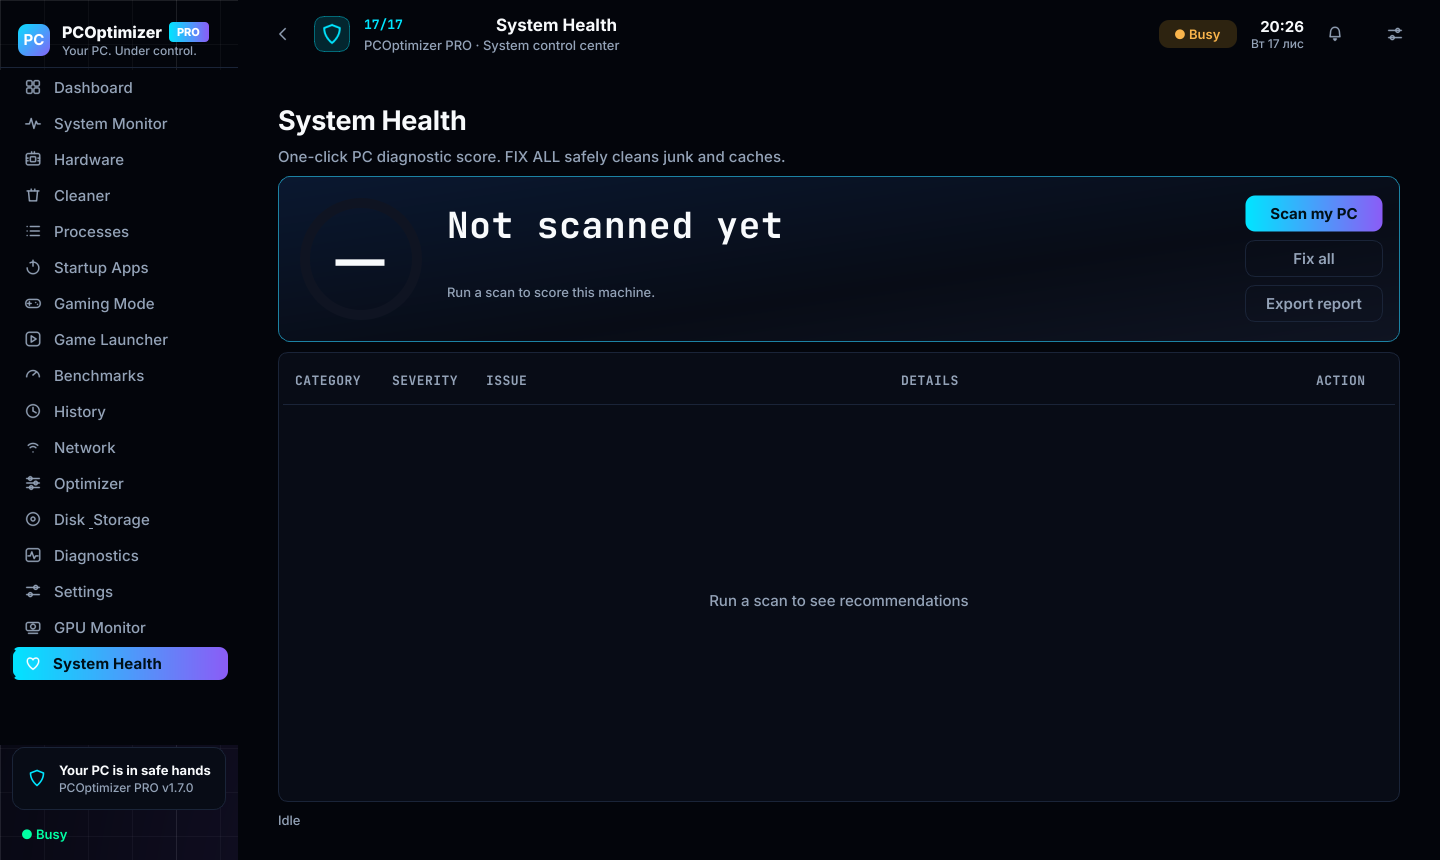 PC
PCOptimizer PRO
Your PC. Under control.
Dashboard
System Monitor
Hardware
Cleaner
Processes
Startup Apps
Gaming Mode
Game Launcher
Benchmarks
History
Network
Optimizer
Disk _Storage
Diagnostics
Settings
GPU Monitor
System Health
Your PC is in safe hands
PCOptimizer PRO v1.7.0
Busy
17/17 System Health
PCOptimizer PRO · System control center
Busy
20:26
Вт 17 лис
System Health
One-click PC diagnostic score. FIX ALL safely cleans junk and caches.
—
Not scanned yet
Run a scan to score this machine.
Scan my PC
Fix all
Export report
CATEGORY SEVERITY ISSUE DETAILS ACTION
Run a scan to see recommendations
Idle